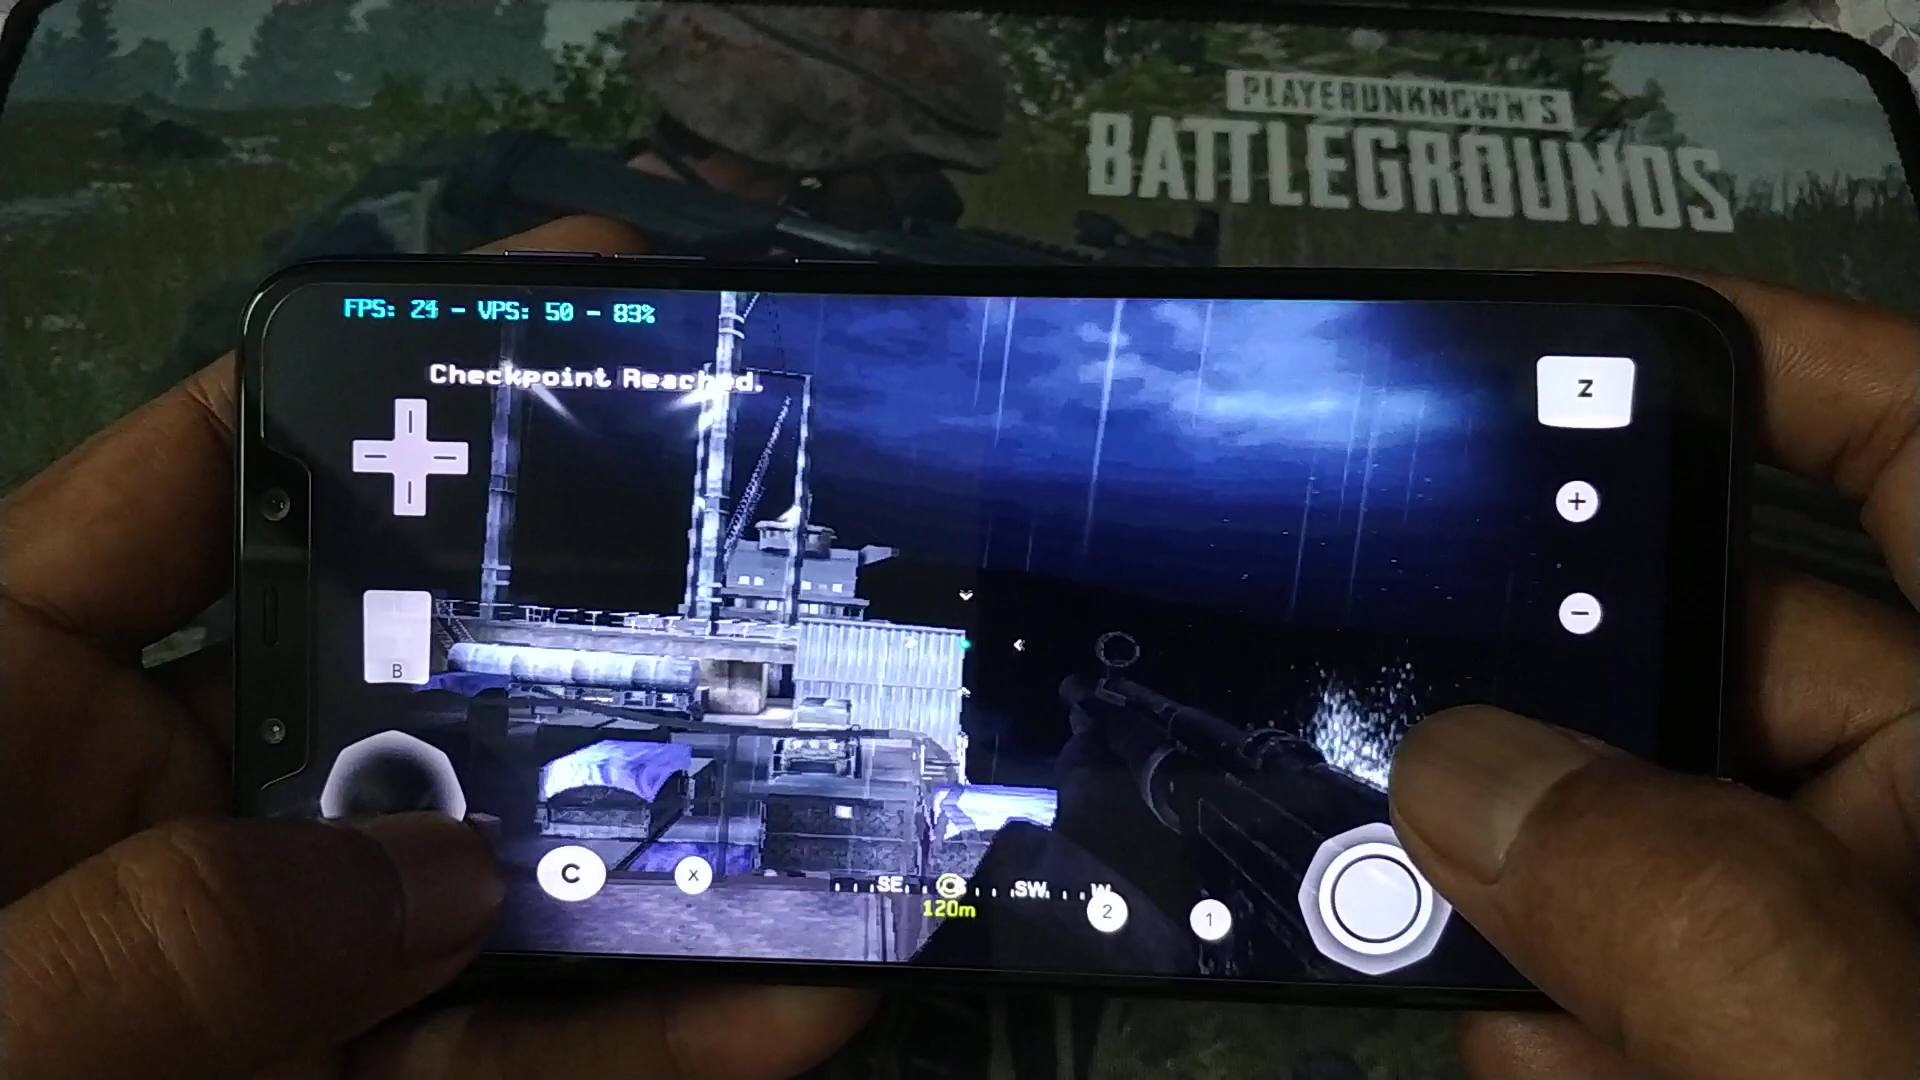 PLAYERUNKNOWN'S
BATTLEGROUNDS
FPS: 24 - VPS: 50 - 83%
Checkpoint Reached.
Z
+
-
B
C
X
SE
SW
W
120m
2
1